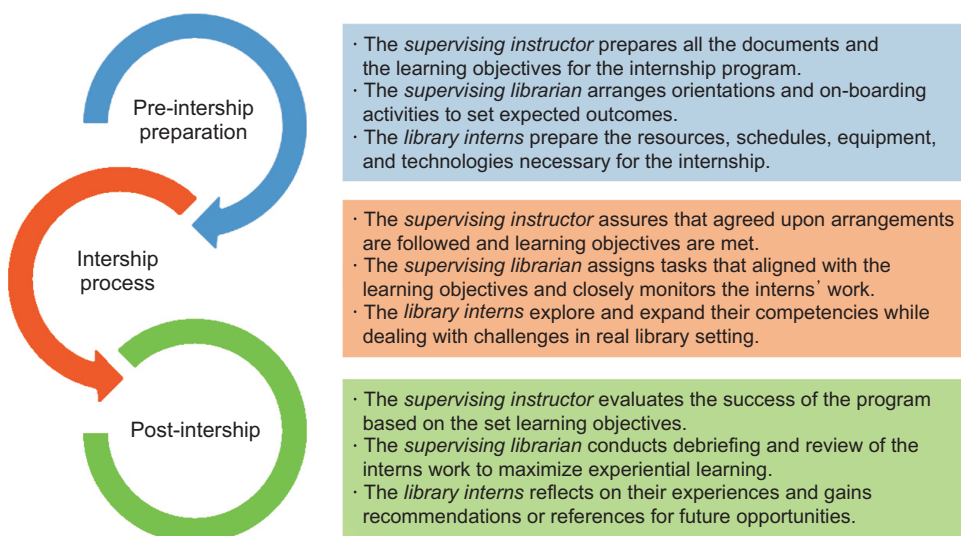 Pre-intership
preparation
· The supervising instructor prepares all the documents and
the learning objectives for the internship program.
· The supervising librarian arranges orientations and on-boarding
activities to set expected outcomes.
· The library interns prepare the resources, schedules, equipment,
and technologies necessary for the internship.
Intership
process
· The supervising instructor assures that agreed upon arrangements
are followed and learning objectives are met.
· The supervising librarian assigns tasks that aligned with the
learning objectives and closely monitors the interns' work.
· The library interns explore and expand their competencies while
dealing with challenges in real library setting.
Post-intership
· The supervising instructor evaluates the success of the program
based on the set learning objectives.
· The supervising librarian conducts debriefing and review of the
interns work to maximize experiential learning.
· The library interns reflects on their experiences and gains
recommendations or references for future opportunities.